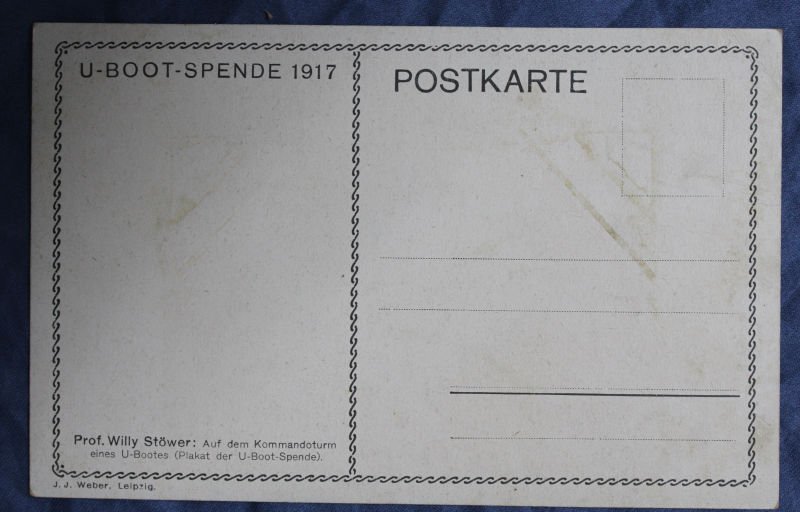 U-BOOT-SPENDE 1917
POSTKARTE
Prof. Willy Stöwer: Auf dem Kommandoturm
eines U-Bootes (Plakat der U-Boot-Spende).
J. J. Weber, Leipzig.